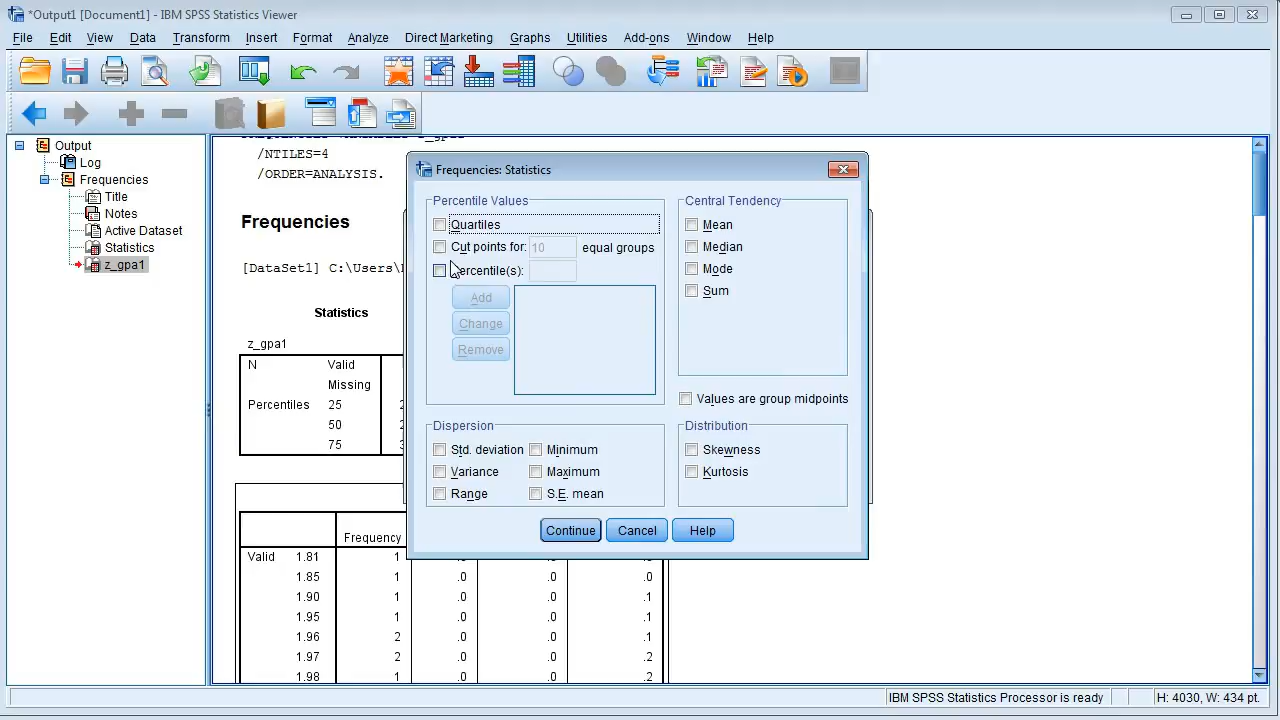 *Output1 [Document1] - IBM SPSS Statistics Viewer
File Edit View Data Transform Insert Format Analyze Direct Marketing Graphs Utilities Add-ons Window Help
Output
Log
Frequencies
Title
Notes
Active Dataset
Statistics
z_gpa1
/NTILES=4
/ORDER=ANALYSIS.
Frequencies
[DataSet1] C:\Users\
Statistics
z_gpa1
N Valid
Missing
Percentiles 25
50
75
Frequency
Valid 1.81 1
1.85 1 .0 .0 .0
1.90 1 .0 .0 .1
1.95 1 .0 .0 .1
1.96 2 .0 .0 .1
1.97 2 .0 .0 .2
1.98 1 .0 .0 .2
Frequencies: Statistics
Percentile Values
Quartiles
Cut points for: 10 equal groups
Percentile(s):
Add
Change
Remove
Central Tendency
Mean
Median
Mode
Sum
Values are group midpoints
Dispersion
Std. deviation Minimum
Variance Maximum
Range S.E. mean
Distribution
Skewness
Kurtosis
Continue Cancel Help
IBM SPSS Statistics Processor is ready H: 4030, W: 434 pt.